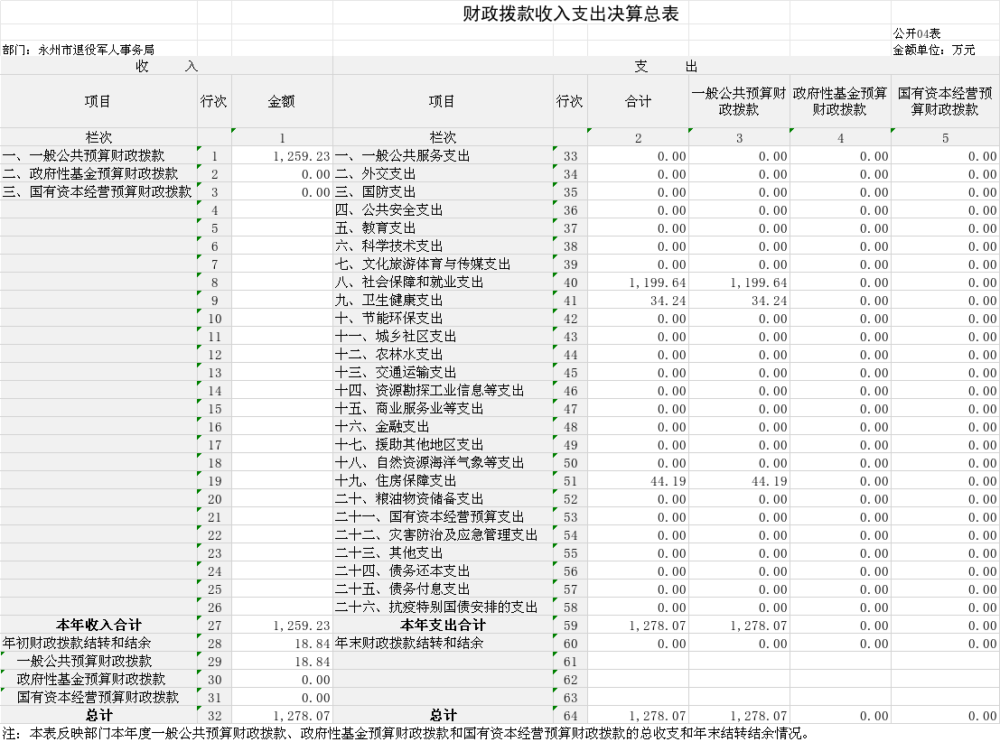 财政拨款收入支出决算总表
公开04表
部门：永州市退役军人事务局 金额单位：万元
收 入 支 出
项目 行次 金额 项目 行次 合计 一般公共预算财政拨款 政府性基金预算财政拨款 国有资本经营预算财政拨款
栏次 1 栏次 2 3 4 5
一、一般公共预算财政拨款 1 1,259.23 一、一般公共服务支出 33 0.00 0.00 0.00 0.00
二、政府性基金预算财政拨款 2 0.00 二、外交支出 34 0.00 0.00 0.00 0.00
三、国有资本经营预算财政拨款 3 0.00 三、国防支出 35 0.00 0.00 0.00 0.00
4 四、公共安全支出 36 0.00 0.00 0.00 0.00
5 五、教育支出 37 0.00 0.00 0.00 0.00
6 六、科学技术支出 38 0.00 0.00 0.00 0.00
7 七、文化旅游体育与传媒支出 39 0.00 0.00 0.00 0.00
8 八、社会保障和就业支出 40 1,199.64 1,199.64 0.00 0.00
9 九、卫生健康支出 41 34.24 34.24 0.00 0.00
10 十、节能环保支出 42 0.00 0.00 0.00 0.00
11 十一、城乡社区支出 43 0.00 0.00 0.00 0.00
12 十二、农林水支出 44 0.00 0.00 0.00 0.00
13 十三、交通运输支出 45 0.00 0.00 0.00 0.00
14 十四、资源勘探工业信息等支出 46 0.00 0.00 0.00 0.00
15 十五、商业服务业等支出 47 0.00 0.00 0.00 0.00
16 十六、金融支出 48 0.00 0.00 0.00 0.00
17 十七、援助其他地区支出 49 0.00 0.00 0.00 0.00
18 十八、自然资源海洋气象等支出 50 0.00 0.00 0.00 0.00
19 十九、住房保障支出 51 44.19 44.19 0.00 0.00
20 二十、粮油物资储备支出 52 0.00 0.00 0.00 0.00
21 二十一、国有资本经营预算支出 53 0.00 0.00 0.00 0.00
22 二十二、灾害防治及应急管理支出 54 0.00 0.00 0.00 0.00
23 二十三、其他支出 55 0.00 0.00 0.00 0.00
24 二十四、债务还本支出 56 0.00 0.00 0.00 0.00
25 二十五、债务付息支出 57 0.00 0.00 0.00 0.00
26 二十六、抗疫特别国债安排的支出 58 0.00 0.00 0.00 0.00
本年收入合计 27 1,259.23 本年支出合计 59 1,278.07 1,278.07 0.00 0.00
年初财政拨款结转和结余 28 18.84 年末财政拨款结转和结余 60 0.00 0.00 0.00 0.00
一般公共预算财政拨款 29 18.84 61
政府性基金预算财政拨款 30 0.00 62
国有资本经营预算财政拨款 31 0.00 63
总计 32 1,278.07 总计 64 1,278.07 1,278.07 0.00 0.00
注：本表反映部门本年度一般公共预算财政拨款、政府性基金预算财政拨款和国有资本经营预算财政拨款的总收支和年末结转结余情况。